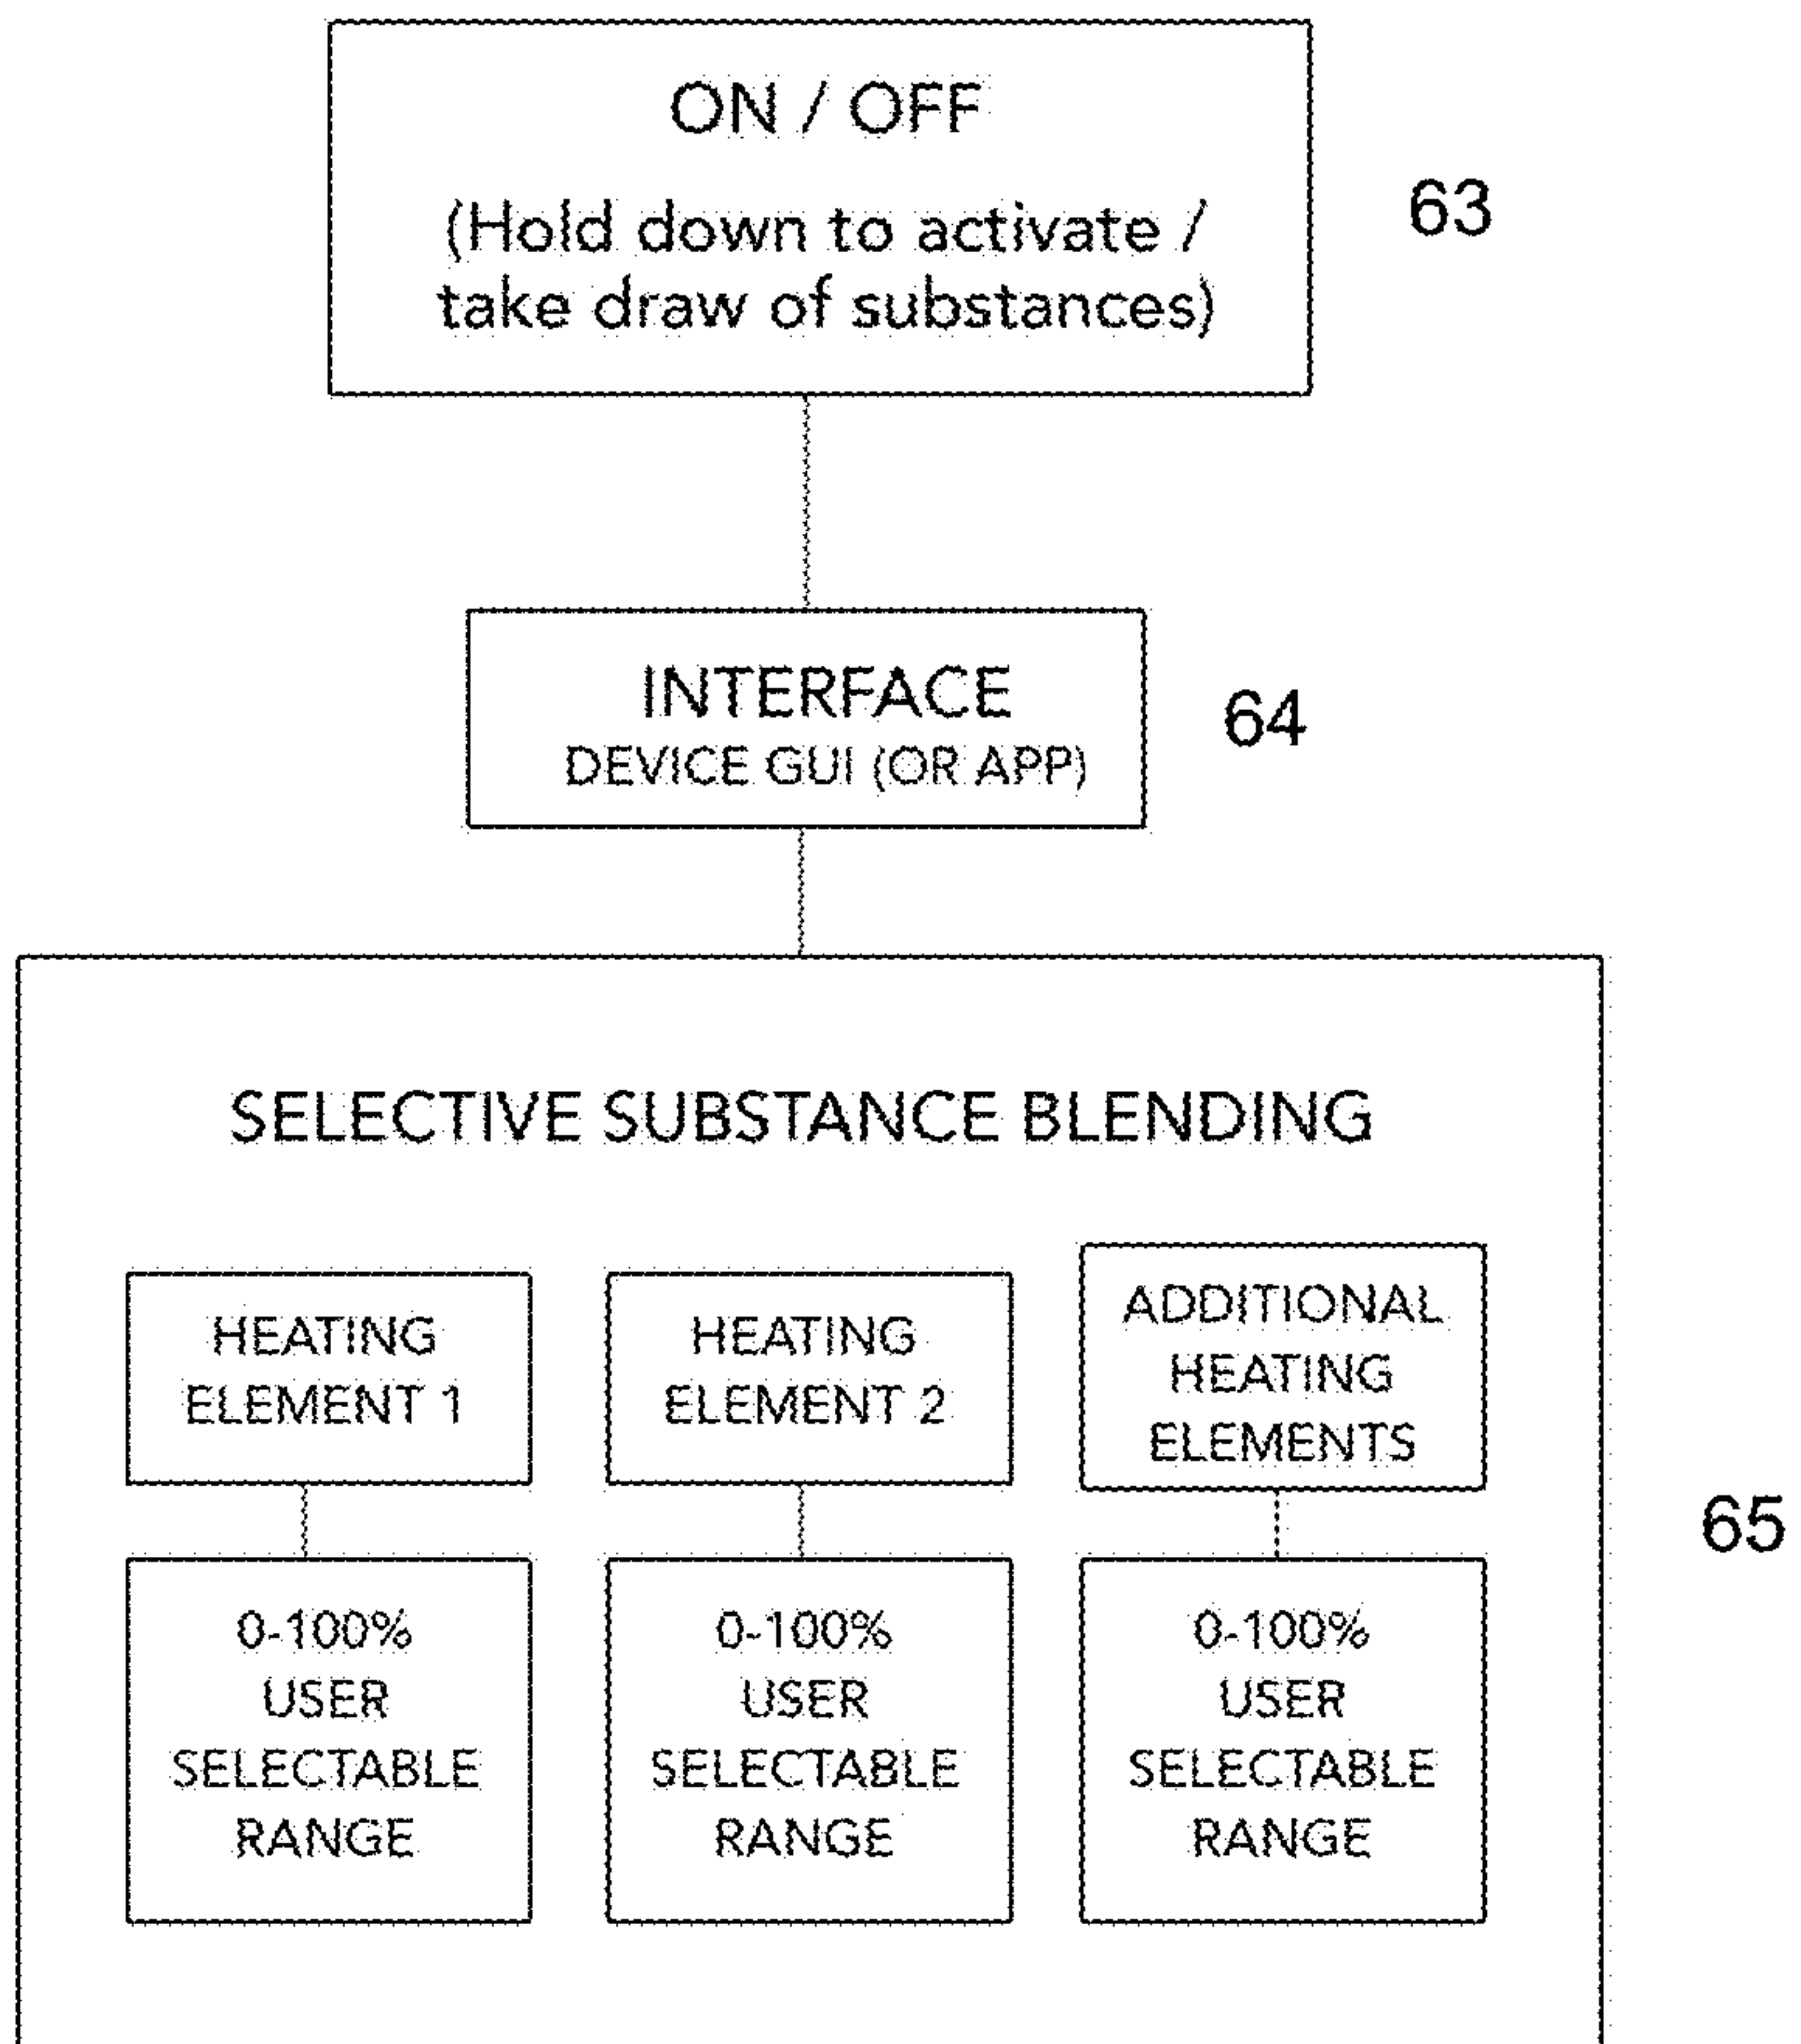 ON / OFF
(Hold down to activate /
take draw of substances)
63
INTERFACE
DEVICE GUI (OR APP)
64
SELECTIVE SUBSTANCE BLENDING
HEATING
ELEMENT 1
HEATING
ELEMENT 2
ADDITIONAL
HEATING
ELEMENTS
65
0-100%
USER
SELECTABLE
RANGE
0-100%
USER
SELECTABLE
RANGE
0-100%
USER
SELECTABLE
RANGE